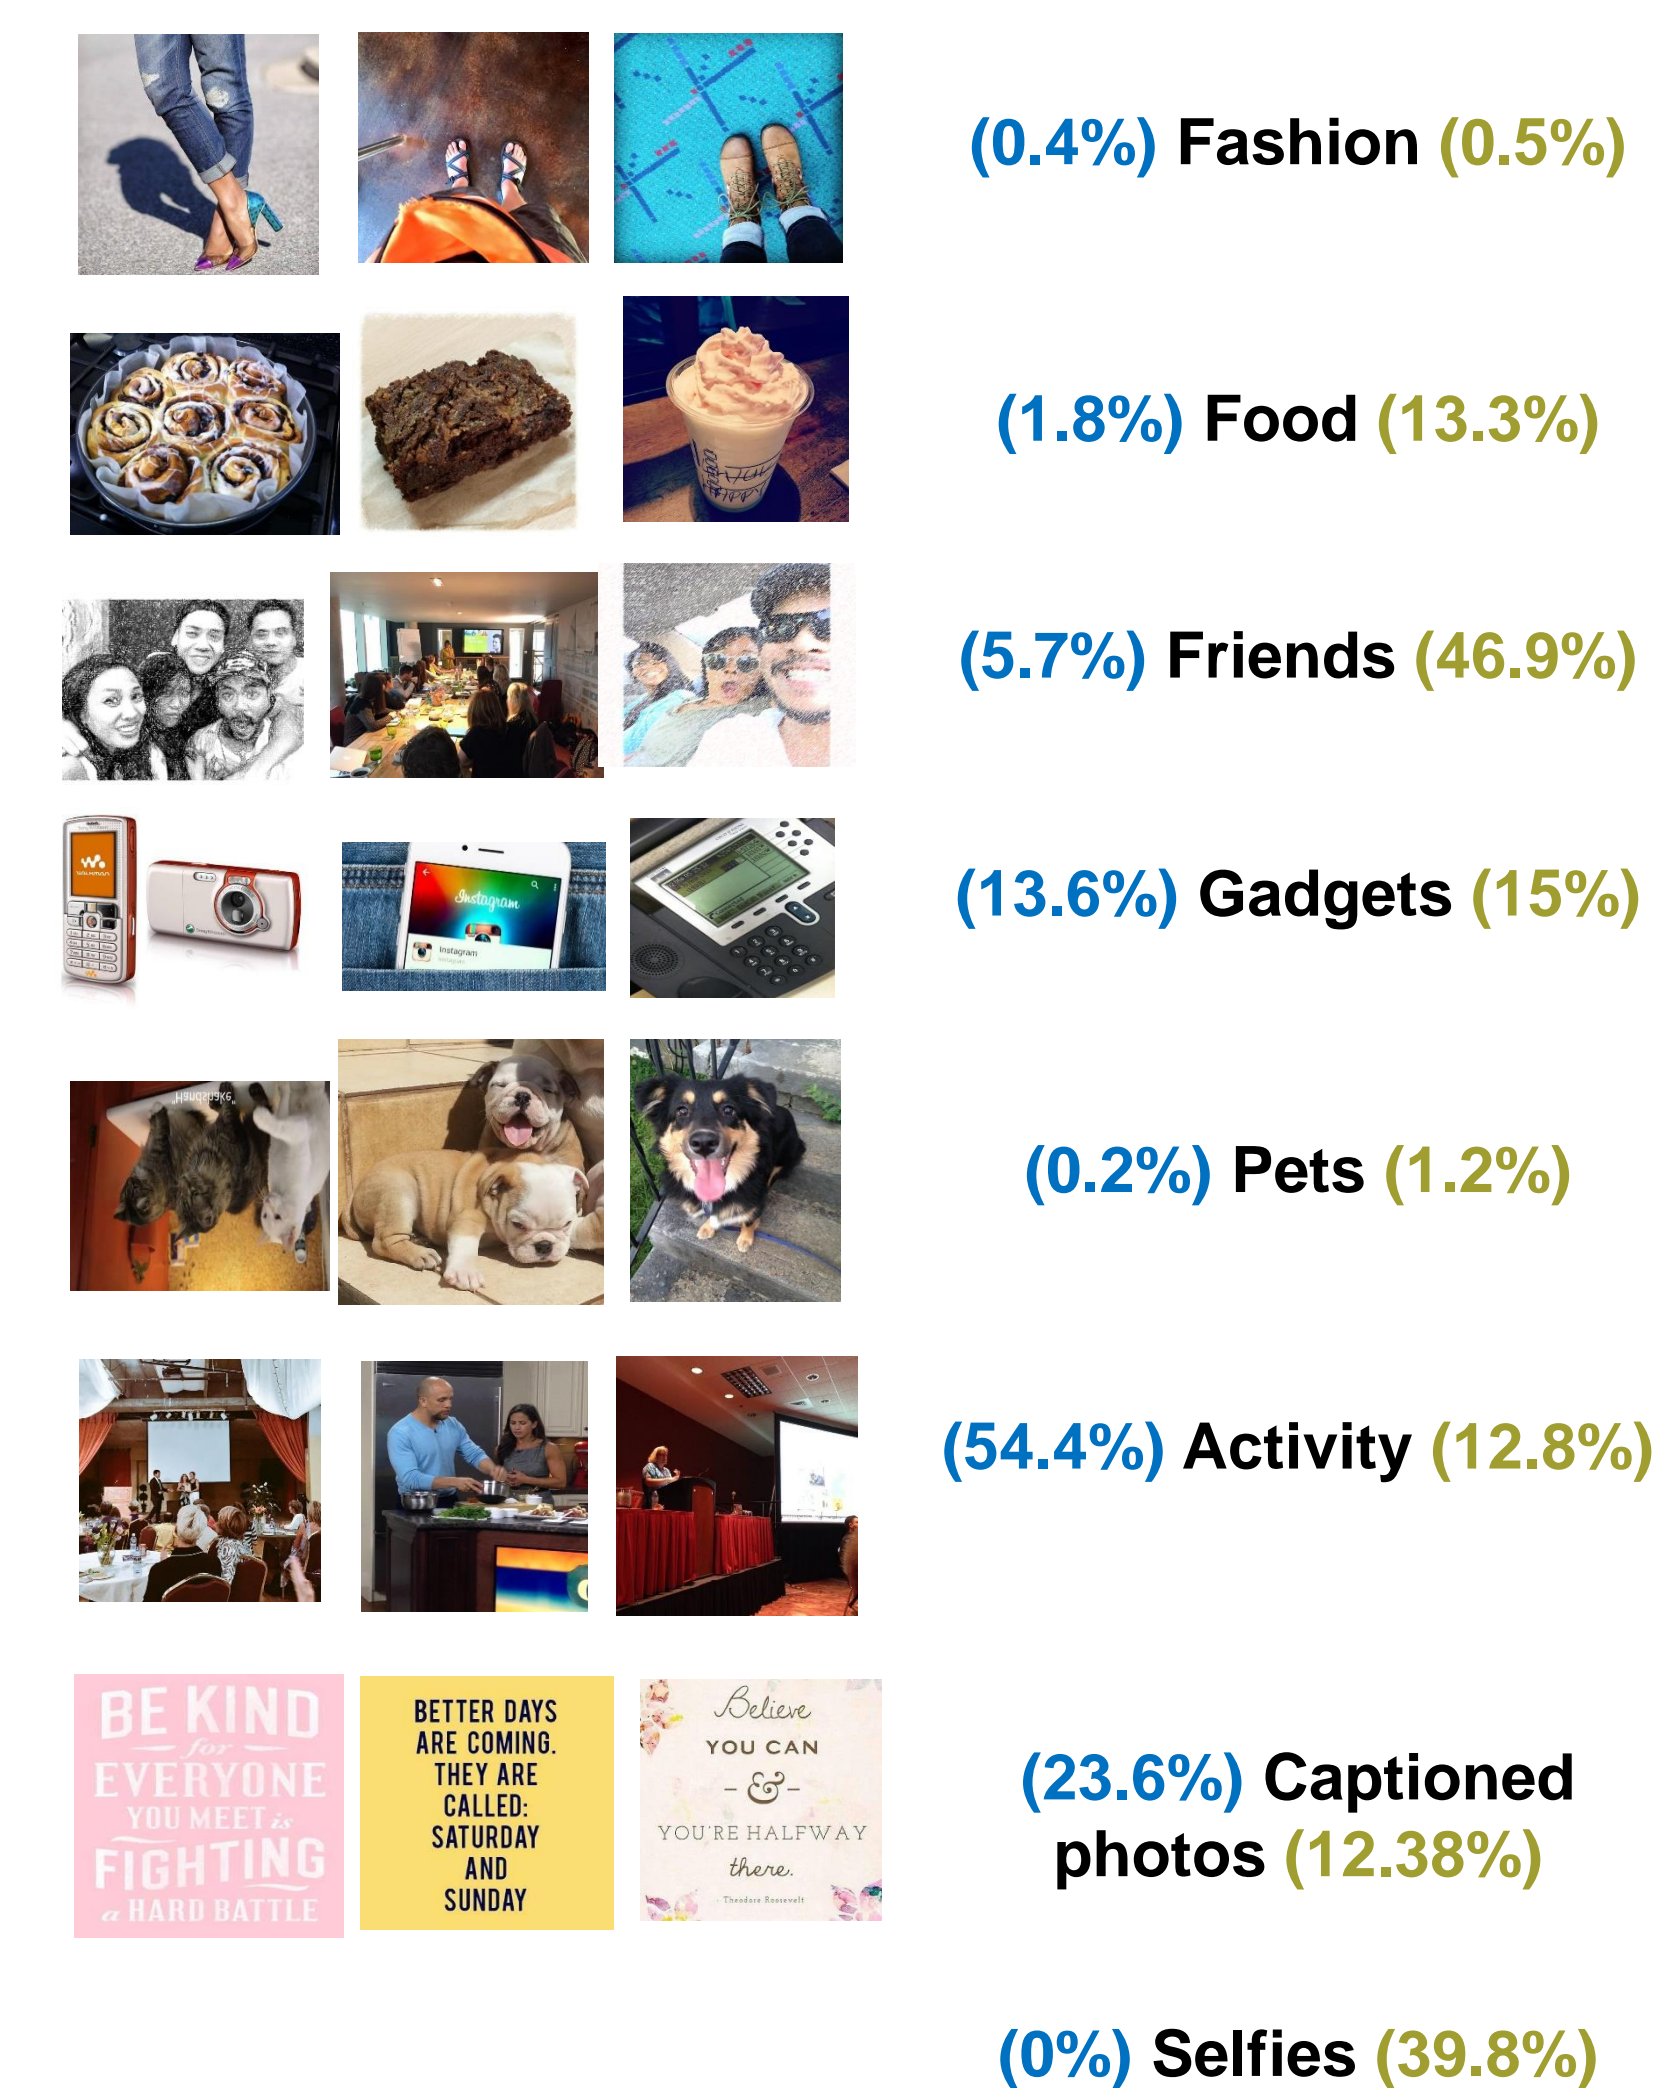 (0.4%) Fashion (0.5%)
(1.8%) Food (13.3%)
(5.7%) Friends (46.9%)
WALKMAN
Instagram
Instagram
(13.6%) Gadgets (15%)
"Handshake"
(0.2%) Pets (1.2%)
(54.4%) Activity (12.8%)
BE KIND
for
EVERYONE
YOU MEET is
FIGHTING
a HARD BATTLE
BETTER DAYS
ARE COMING.
THEY ARE
CALLED:
SATURDAY
AND
SUNDAY
Believe
YOU CAN
- & -
YOU'RE HALFWAY
there.
- Theodore Roosevelt
(23.6%) Captioned
photos (12.38%)
(0%) Selfies (39.8%)